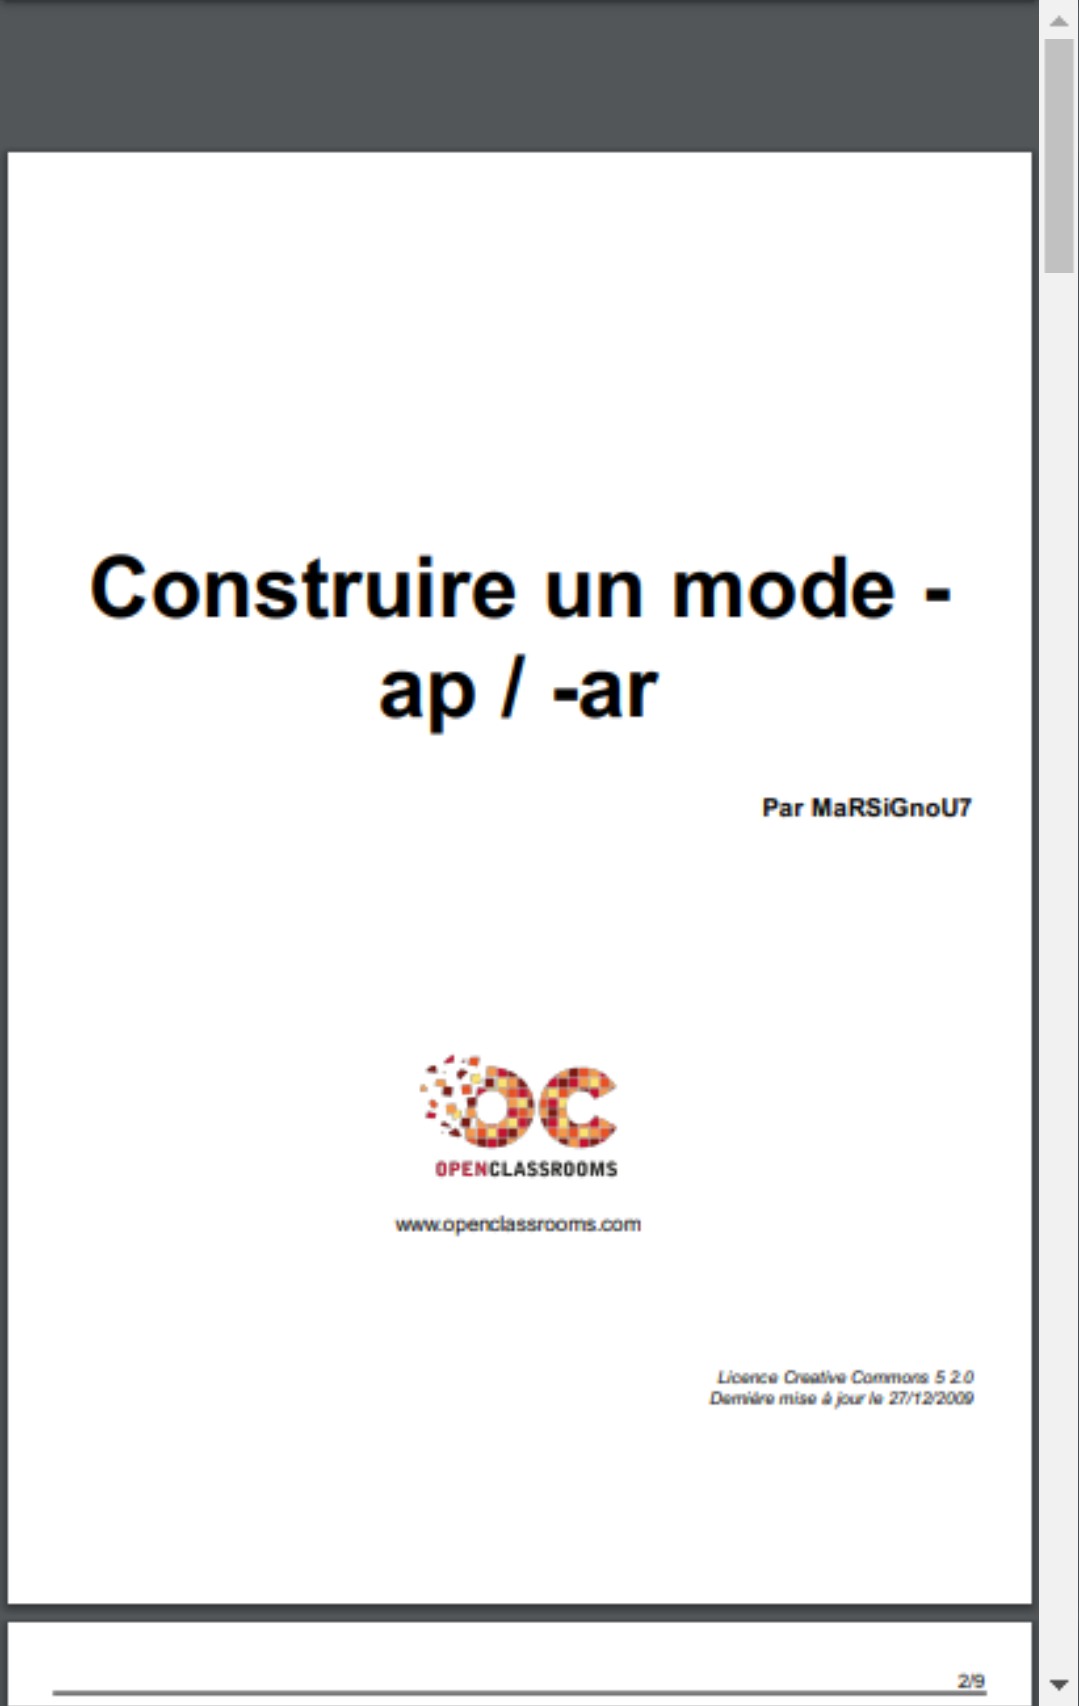 Construire un mode -
ap / -ar
Par MaRSiGnoU7
OPENCLASSROOMS
www.openclassrooms.com
Licence Creative Commons 5 2.0
Dernière mise à jour le 27/12/2009
2/9